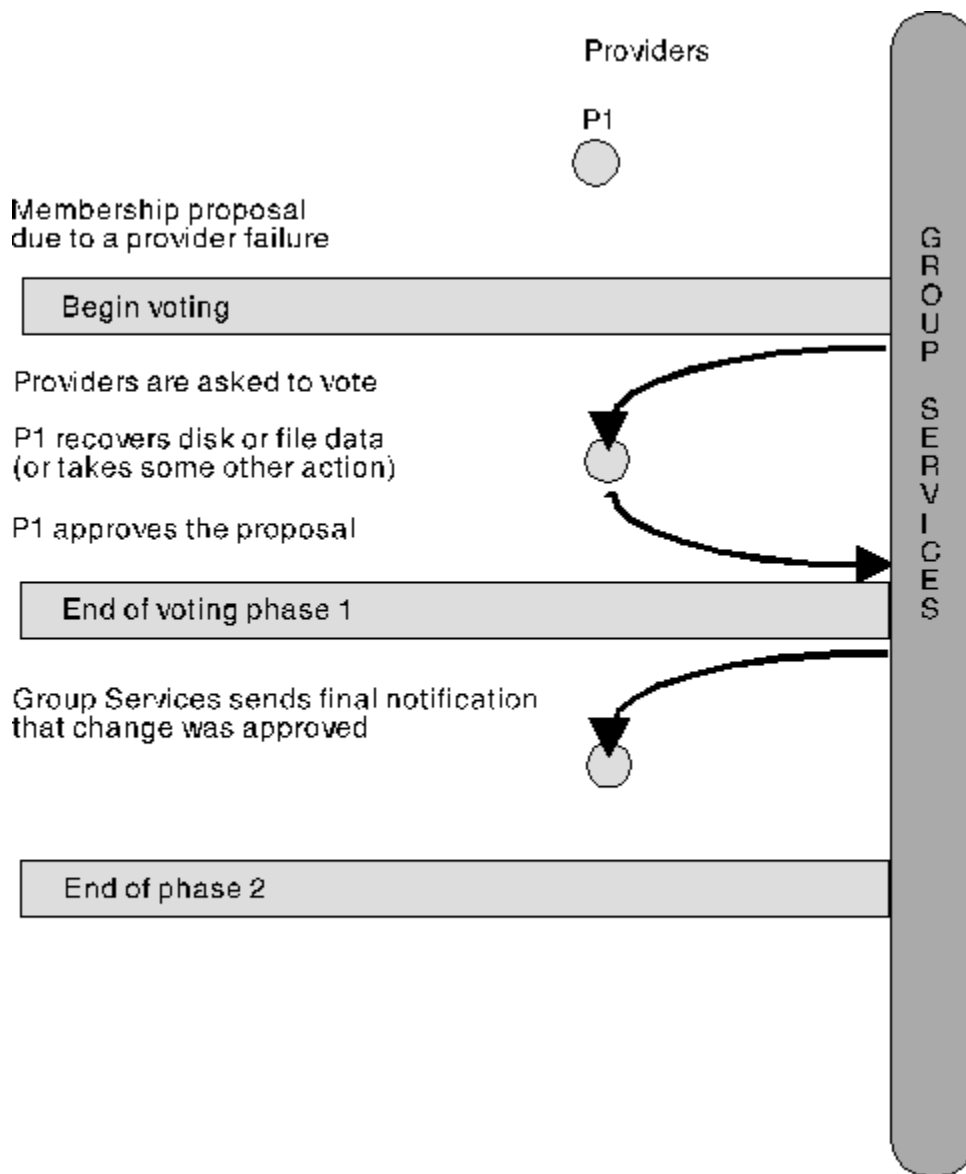 Providers
P1
Membership proposal
due to a provider failure
Begin voting
Providers are asked to vote
P1 recovers disk or file data
(or takes some other action)
P1 approves the proposal
End of voting phase 1
Group Services sends final notification
that change was approved
End of phase 2
GROUP SERVICES